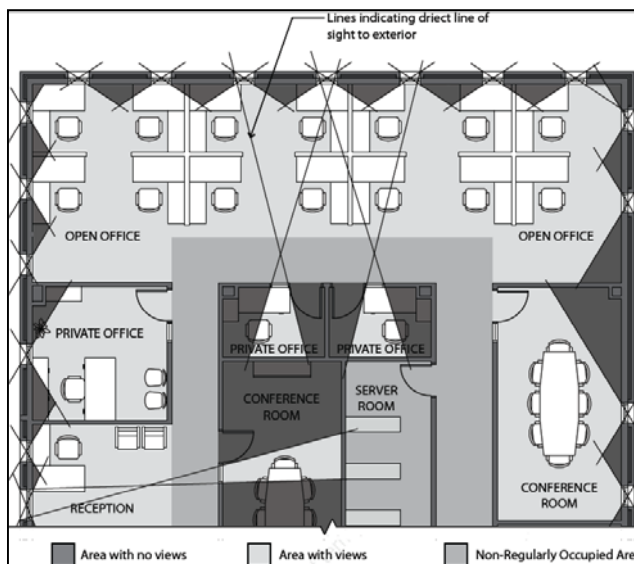 Lines indicating driect line of
sight to exterior
OPEN OFFICE
OPEN OFFICE
PRIVATE OFFICE
PRIVATE OFFICE
PRIVATE OFFICE
CONFERENCE
ROOM
SERVER
ROOM
CONFERENCE
ROOM
RECEPTION
Area with no views
Area with views
Non-Regularly Occupied Are